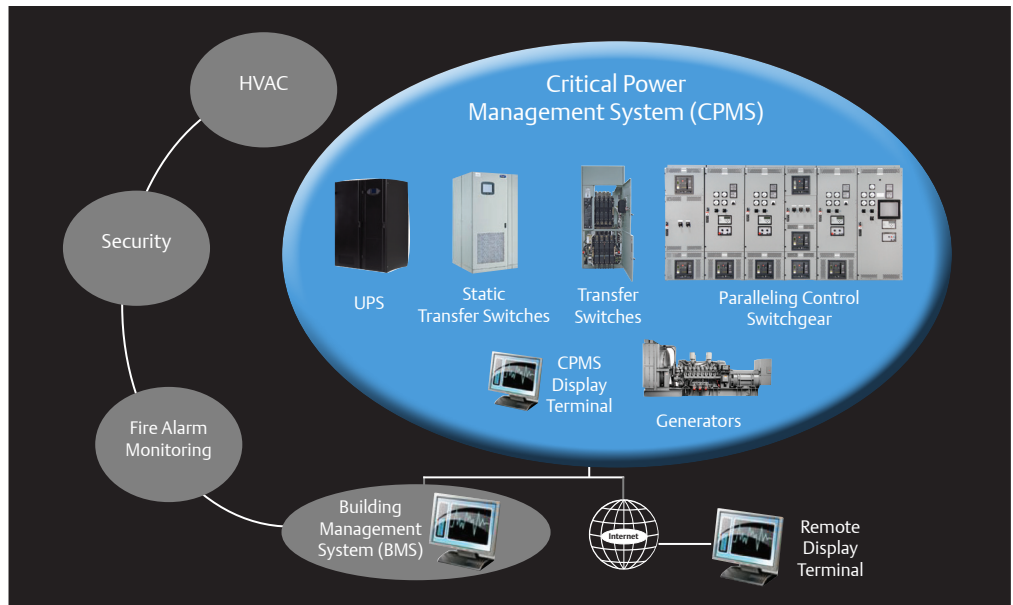 HVAC
Critical Power
Management System (CPMS)
Security
UPS
Static
Transfer Switches
Transfer
Switches
Paralleling Control
Switchgear
CPMS
Display
Terminal
Generators
Fire Alarm
Monitoring
Building
Management
System (BMS)
Internet
Remote
Display
Terminal